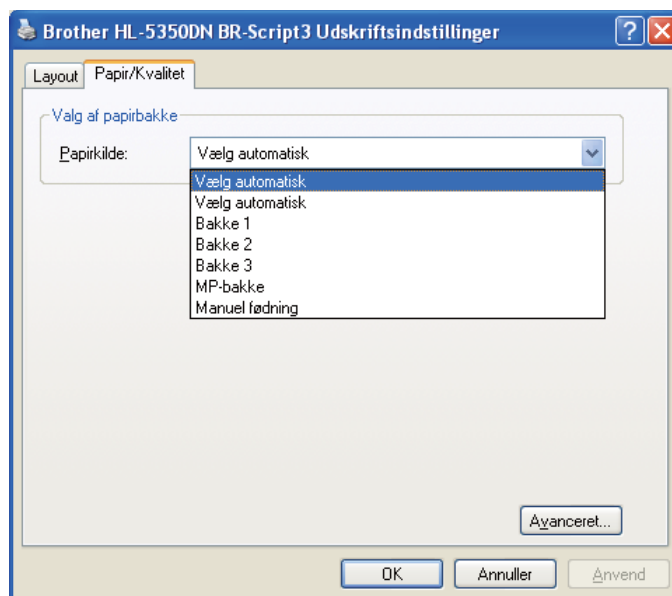 Brother HL-5350DN BR-Script3 Udskriftsindstillinger
Layout Papir/Kvalitet
Valg af papirbakke
Papirkilde: Vælg automatisk
Vælg automatisk
Vælg automatisk
Bakke 1
Bakke 2
Bakke 3
MP-bakke
Manuel fødning
Avanceret...
OK Annuller Anvend